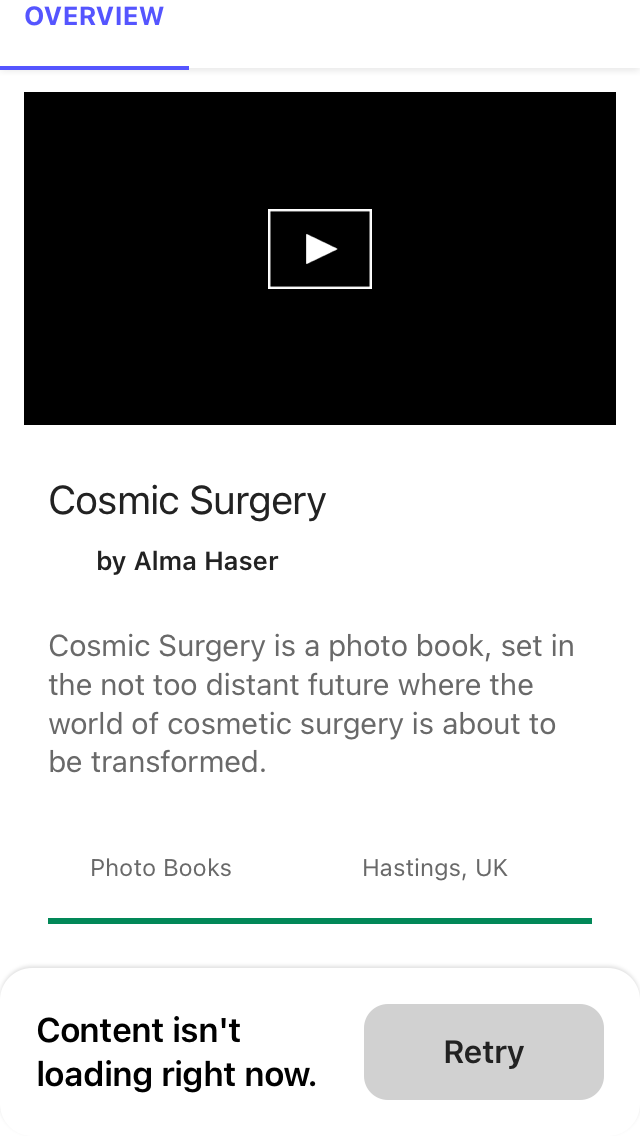 OVERVIEW
Cosmic Surgery
by Alma Haser
Cosmic Surgery is a photo book, set in
the not too distant future where the
world of cosmetic surgery is about to
be transformed.
Photo Books
Hastings, UK
Content isn't
loading right now.
Retry